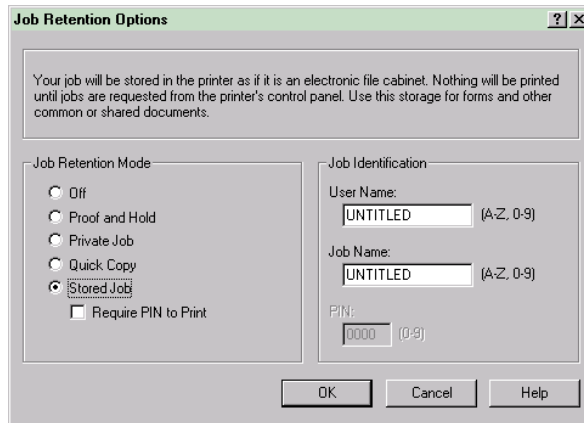 Job Retention Options
Your job will be stored in the printer as if it is an electronic file cabinet. Nothing will be printed
until jobs are requested from the printer's control panel. Use this storage for forms and other
common or shared documents.
Job Retention Mode
Off
Proof and Hold
Private Job
Quick Copy
Stored Job
Require PIN to Print
Job Identification
User Name:
UNTITLED (A-Z, 0-9)
Job Name:
UNTITLED (A-Z, 0-9)
PIN:
0000 (0-9)
OK Cancel Help